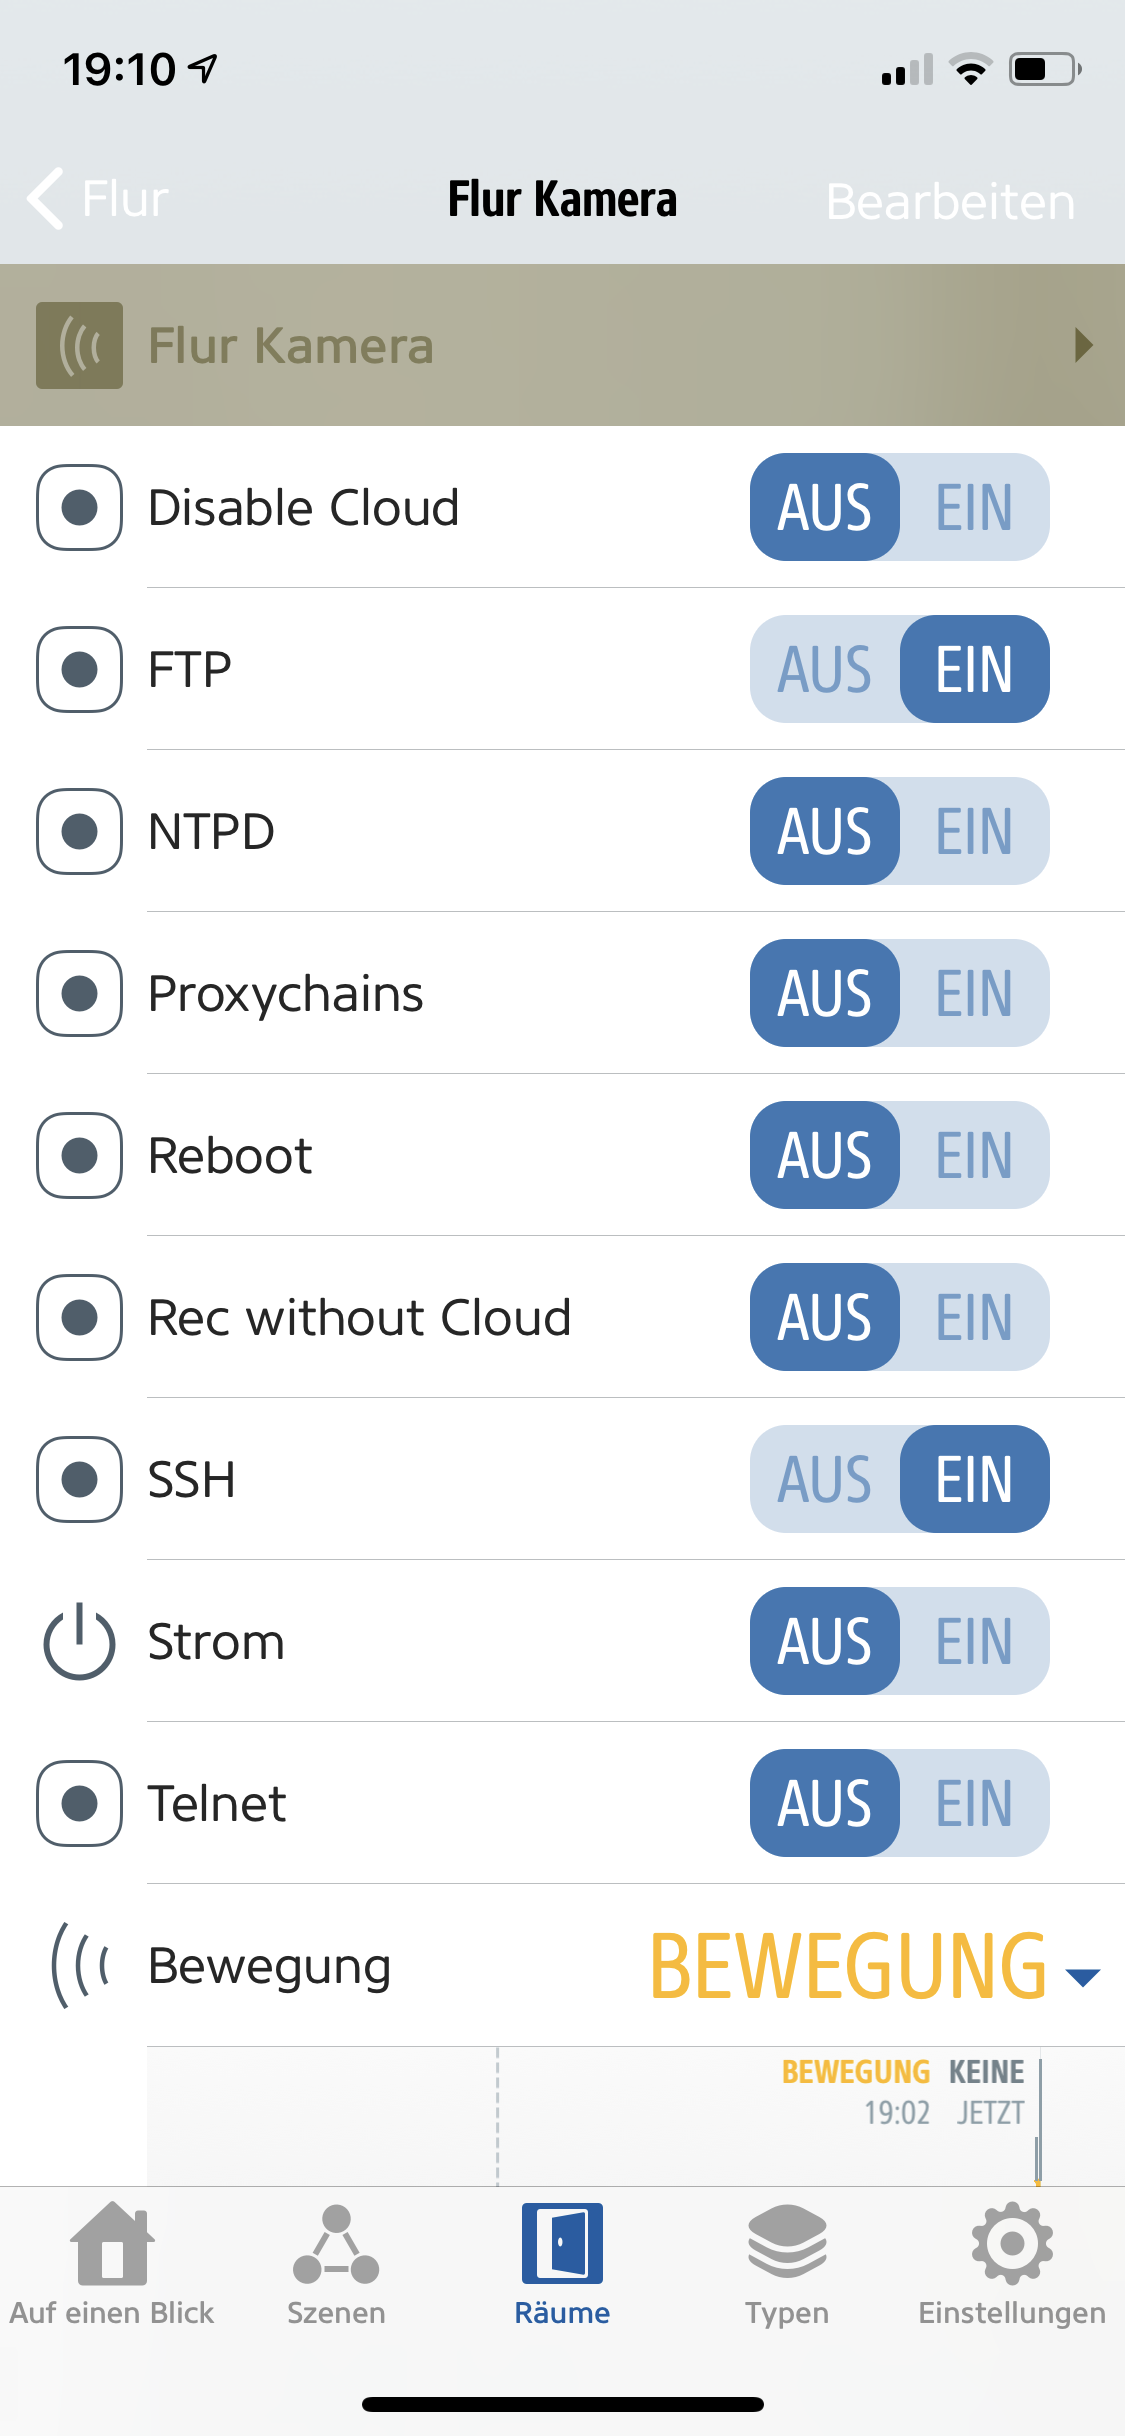 19:10
Flur
Flur Kamera
Bearbeiten
Flur Kamera
Disable Cloud AUS EIN
FTP AUS EIN
NTPD AUS EIN
Proxychains AUS EIN
Reboot AUS EIN
Rec without Cloud AUS EIN
SSH AUS EIN
Strom AUS EIN
Telnet AUS EIN
Bewegung BEWEGUNG
BEWEGUNG KEINE
19:02 JETZT
Auf einen Blick Szenen Räume Typen Einstellungen